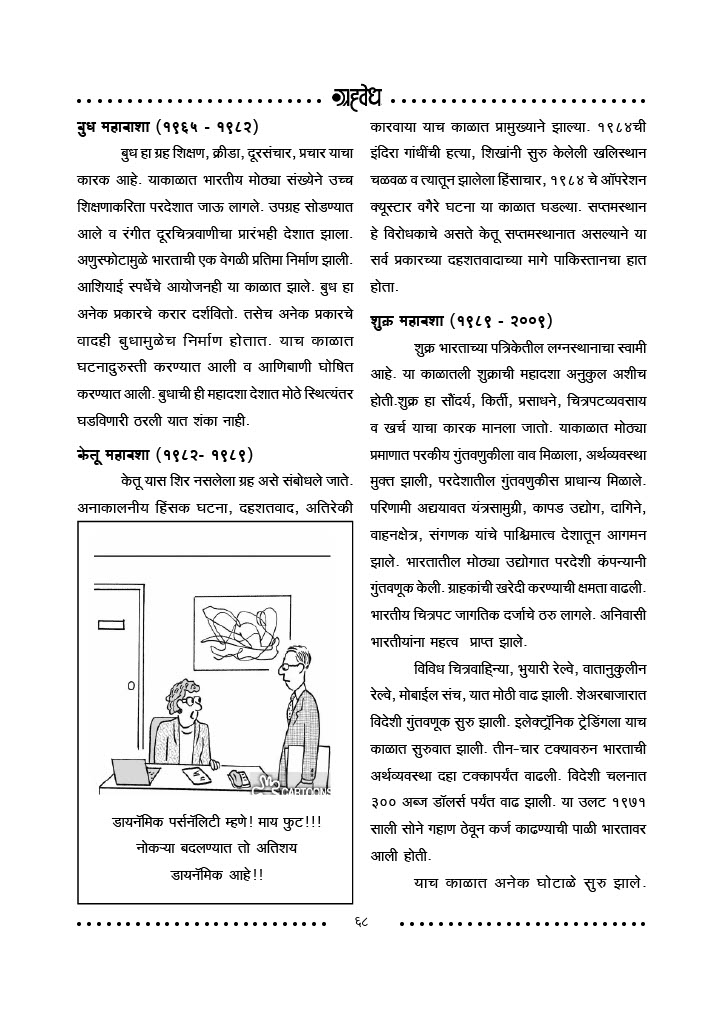 ग्रहवेध
बुध महादशा (१९६५ - १९८२)
बुध हा ग्रह शिक्षण, क्रीडा, दूरसंचार, प्रचार याचा
कारक आहे. याकाळात भारतीय मोठ्या संख्येने उच्च
शिक्षणाकरिता परदेशात जाऊ लागले. उपग्रह सोडण्यात
आले व रंगीत दूरचित्रवाणीचा प्रारंभही देशात झाला.
अणुस्फोटामुळे भारताची एक वेगळी प्रतिमा निर्माण झाली.
आशियाई स्पर्धेचे आयोजनही या काळात झाले. बुध हा
अनेक प्रकारचे करार दर्शवितो. तसेच अनेक प्रकारचे
वादही बुधामुळेच निर्माण होतात. याच काळात
घटनादुरुस्ती करण्यात आली व आणिबाणी घोषित
करण्यात आली. बुधाची ही महादशा देशात मोठे स्थित्यंतर
घडविणारी ठरली यात शंका नाही.
केतू महादशा (१९८२- १९८९)
केतू यास शिर नसलेला ग्रह असे संबोधले जाते.
अनाकालनीय हिंसक घटना, दहशतवाद, अतिरेकी
CARTOONS
डायनॅमिक पर्सनॅलिटी म्हणे! माय फुट!!!
नोकऱ्या बदलण्यात तो अतिशय
डायनॅमिक आहे!!
कारवाया याच काळात प्रामुख्याने झाल्या. १९८४ची
इंदिरा गांधींची हत्या, शिखांनी सुरु केलेली खलिस्थान
चळवळ व त्यातून झालेला हिंसाचार, १९८४ चे ऑपरेशन
क्यूस्टार वगैरे घटना या काळात घडल्या. सप्तमस्थान
हे विरोधकाचे असते केतू सप्तमस्थानात असल्याने या
सर्व प्रकारच्या दहशतवादाच्या मागे पाकिस्तानचा हात
होता.
शुक्र महादशा (१९८९ - २००९)
शुक्र भारताच्या पत्रिकेतील लग्नस्थानाचा स्वामी
आहे. या काळातली शुक्राची महादशा अनुकुल अशीच
होती.शुक्र हा सौंदर्य, किर्ती, प्रसाधने, चित्रपटव्यवसाय
व खर्च याचा कारक मानला जातो. याकाळात मोठ्या
प्रमाणात परकीय गुंतवणुकीला वाव मिळाला, अर्थव्यवस्था
मुक्त झाली, परदेशातील गुंतवणुकीस प्राधान्य मिळाले.
परिणामी अद्ययावत यंत्रसामुग्री, कापड उद्योग, दागिने,
वाहनक्षेत्र, संगणक यांचे पाश्चिमात्व देशातून आगमन
झाले. भारतातील मोठ्या उद्योगात परदेशी कंपन्यानी
गुंतवणूक केली. ग्राहकांची खरेदी करण्याची क्षमता वाढली.
भारतीय चित्रपट जागतिक दर्जाचे ठरु लागले. अनिवासी
भारतीयांना महत्व प्राप्त झाले.
विविध चित्रवाहिन्या, भुयारी रेल्वे, वातानुकुलीन
रेल्वे, मोबाईल संच, यात मोठी वाढ झाली. शेअरबाजारात
विदेशी गुंतवणूक सुरु झाली. इलेक्ट्रॉनिक ट्रेडिंगला याच
काळात सुरुवात झाली. तीन-चार टक्यावरुन भारताची
अर्थव्यवस्था दहा टक्कापर्यंत वाढली. विदेशी चलनात
३०० अब्ज डॉलर्स पर्यंत वाढ झाली. या उलट १९७१
साली सोने गहाण ठेवून कर्ज काढण्याची पाळी भारतावर
आली होती.
याच काळात अनेक घोटाळे सुरु झाले.
६८